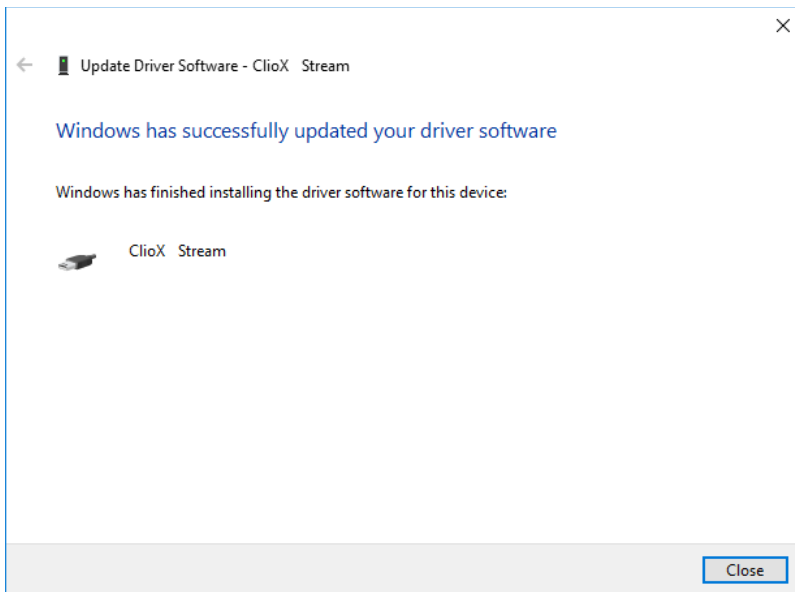 Update Driver Software - ClioX   Stream
Windows has successfully updated your driver software
Windows has finished installing the driver software for this device:
ClioX   Stream
Close